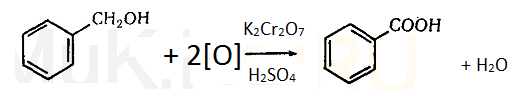 CH₂OH
+ 2[O]
K2Cr2O7
H2SO4
COOH
+ H2O